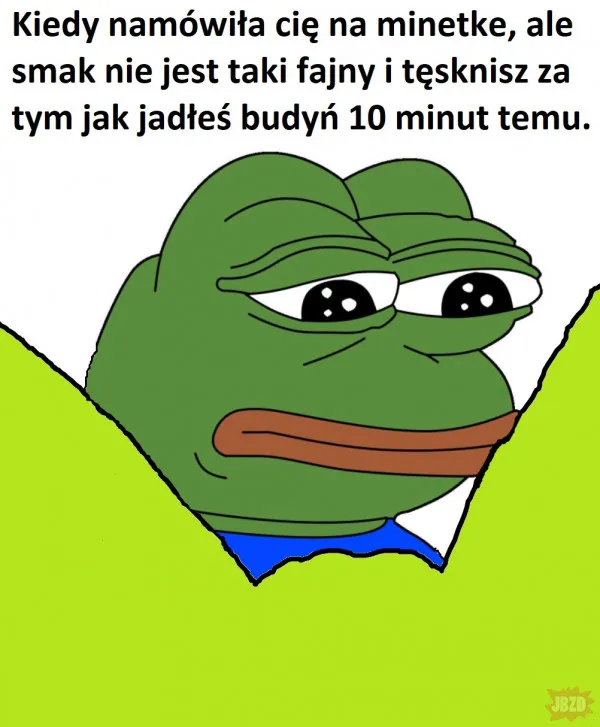 Kiedy namówiła cię na minetke, ale
smak nie jest taki fajny i tęsknisz za
tym jak jadłeś budyń 10 minut temu.
JBZD